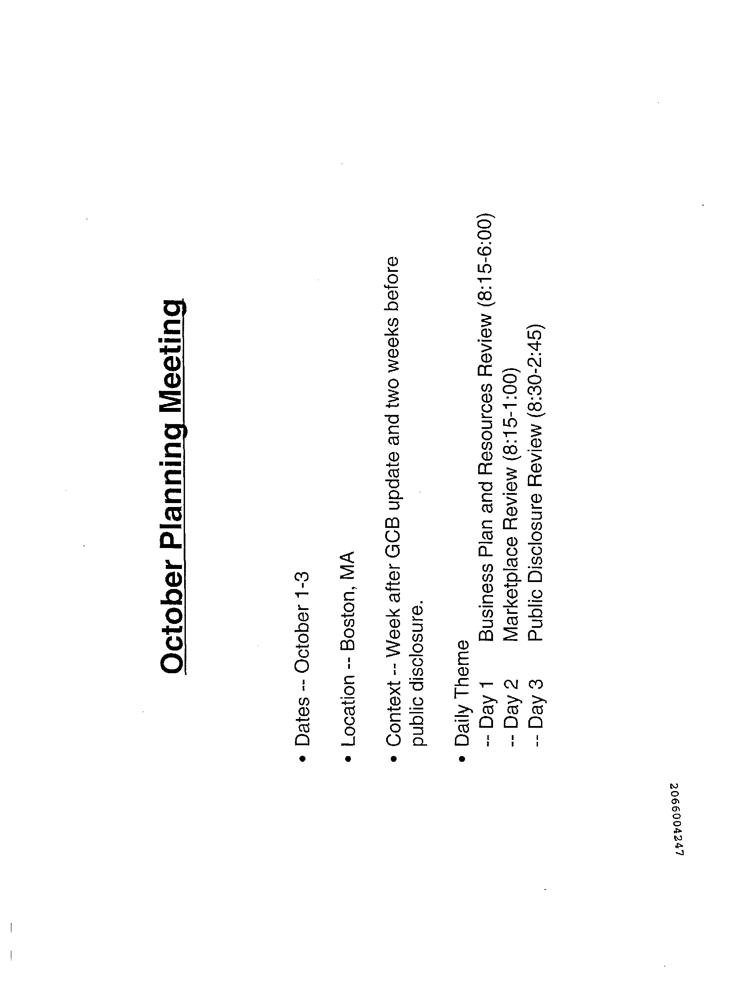 October Planning Meeting
• Dates -- October 1-3
• Location -- Boston, MA
• Context -- Week after GCB update and two weeks before
public disclosure.
• Daily Theme
-- Day 1 Business Plan and Resources Review (8:15-6:00)
-- Day 2 Marketplace Review (8:15-1:00)
-- Day 3 Public Disclosure Review (8:30-2:45)
2066004247